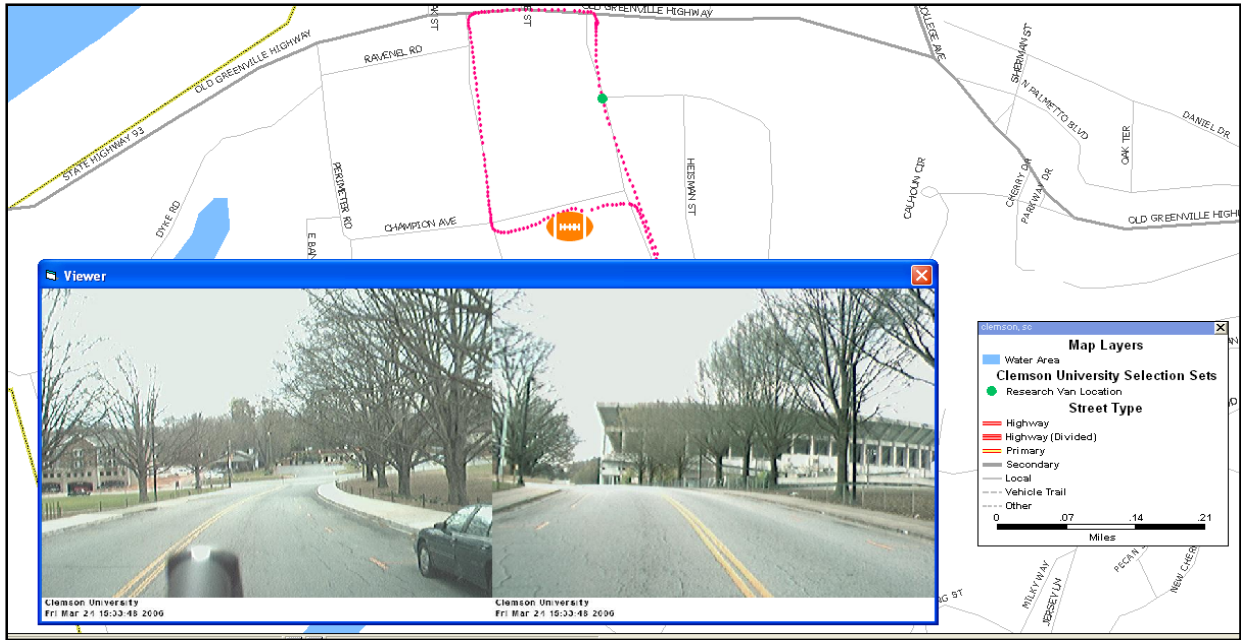 OLD GREENVILLE HIGHWAY
COLLEGE AVE
SHERMAN ST
OLD GREENVILLE HIGHWAY
RAVENEL RD
N PALMETTO BLVD
DANIEL DR
OAK TER
STATE HIGHWAY 93
PERIMETER RD
HEISMAN ST
CALHOUN CIR
CHERRY DR
PARKWAY DR
DYKE RD
CHAMPION AVE
OLD GREENVILLE HIGH
E BAN
Viewer
clemson, sc
Map Layers
Water Area
Clemson University Selection Sets
Research Van Location
Street Type
Highway
Highway (Divided)
Primary
Secondary
Local
Vehicle Trail
Other
0 .07 .14 .21
Miles
PECAN
MILKY WAY
JERSEY LN
NEW CHER
NG ST
Clemson University
Fri Mar 24 15:33:48 2006
Clemson University
Fri Mar 24 15:33:48 2006